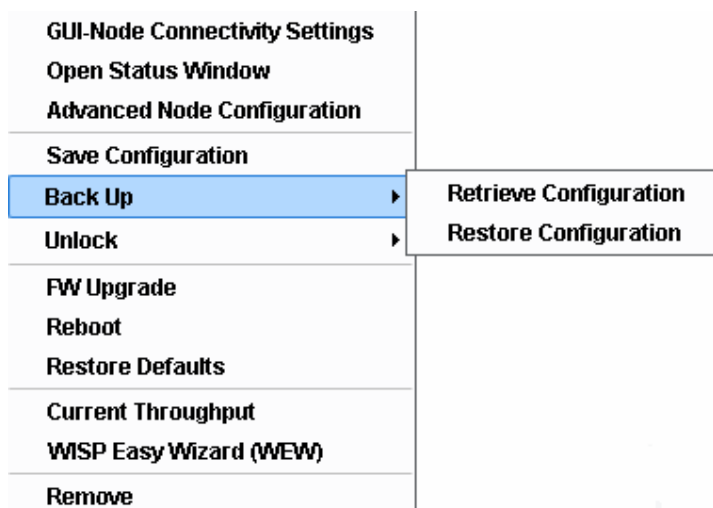 GUI-Node Connectivity Settings
Open Status Window
Advanced Node Configuration
Save Configuration
Back Up
Retrieve Configuration
Restore Configuration
Unlock
FW Upgrade
Reboot
Restore Defaults
Current Throughput
WISP Easy Wizard (WEW)
Remove